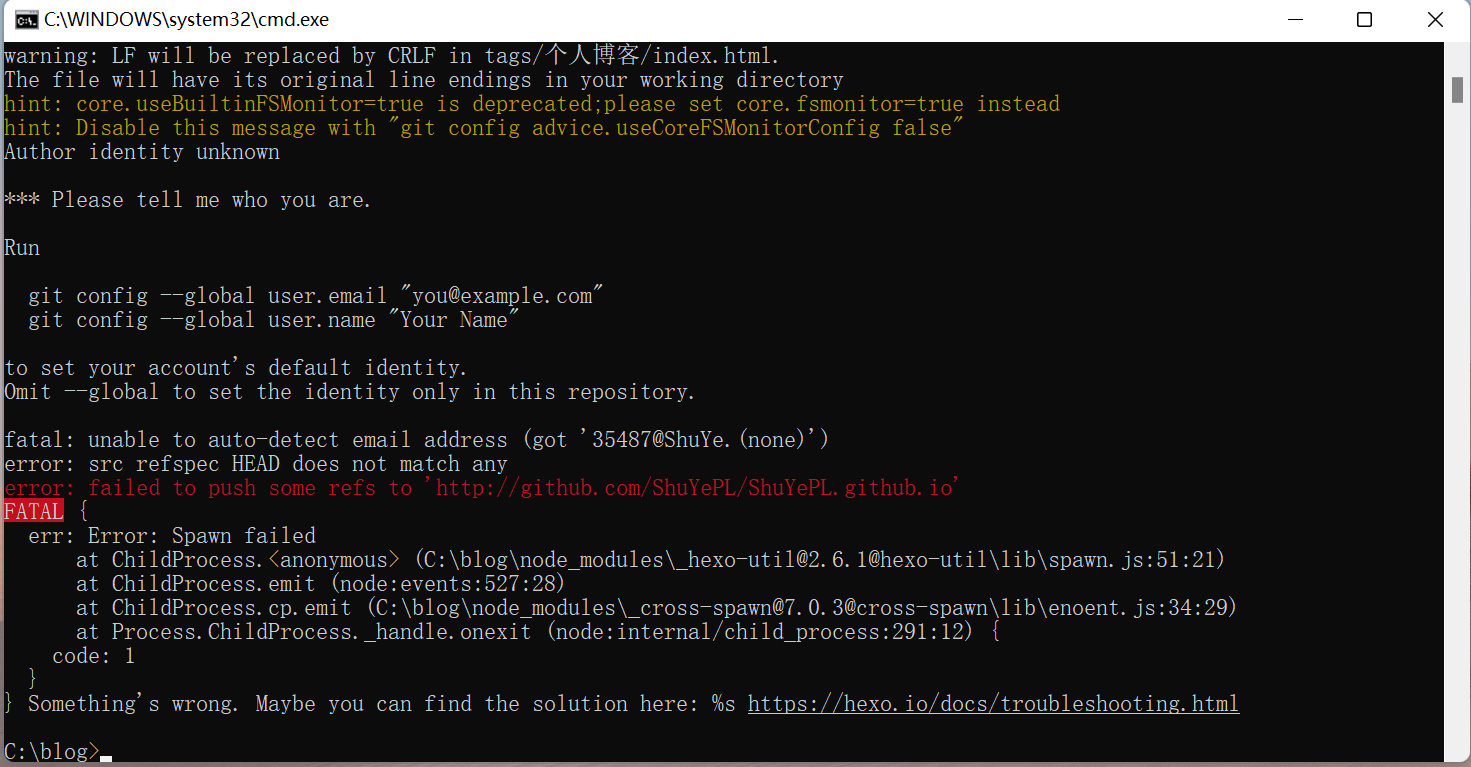 C:\WINDOWS\system32\cmd.exe
warning: LF will be replaced by CRLF in tags/个人博客/index.html.
The file will have its original line endings in your working directory
hint: core.useBuiltinFSMonitor=true is deprecated;please set core.fsmonitor=true instead
hint: Disable this message with "git config advice.useCoreFSMonitorConfig false"
Author identity unknown
*** Please tell me who you are.
Run
git config --global user.email "you@example.com"
git config --global user.name "Your Name"
to set your account's default identity.
Omit --global to set the identity only in this repository.
fatal: unable to auto-detect email address (got '35487@ShuYe.(none)')
error: src refspec HEAD does not match any
error: failed to push some refs to 'http://github.com/ShuYePL/ShuYePL.github.io'
FATAL {
err: Error: Spawn failed
at ChildProcess.<anonymous> (C:\blog\node_modules\_hexo-util@2.6.1@hexo-util\lib\spawn.js:51:21)
at ChildProcess.emit (node:events:527:28)
at ChildProcess.cp.emit (C:\blog\node_modules\_cross-spawn@7.0.3@cross-spawn\lib\enoent.js:34:29)
at Process.ChildProcess._handle.onexit (node:internal/child_process:291:12) {
code: 1
}
} Something's wrong. Maybe you can find the solution here: %s https://hexo.io/docs/troubleshooting.html
C:\blog>